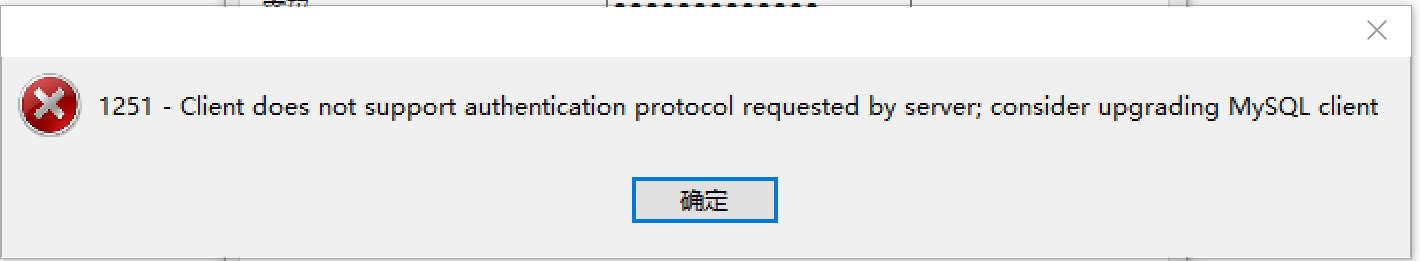 1251 - Client does not support authentication protocol requested by server; consider upgrading MySQL client
确定